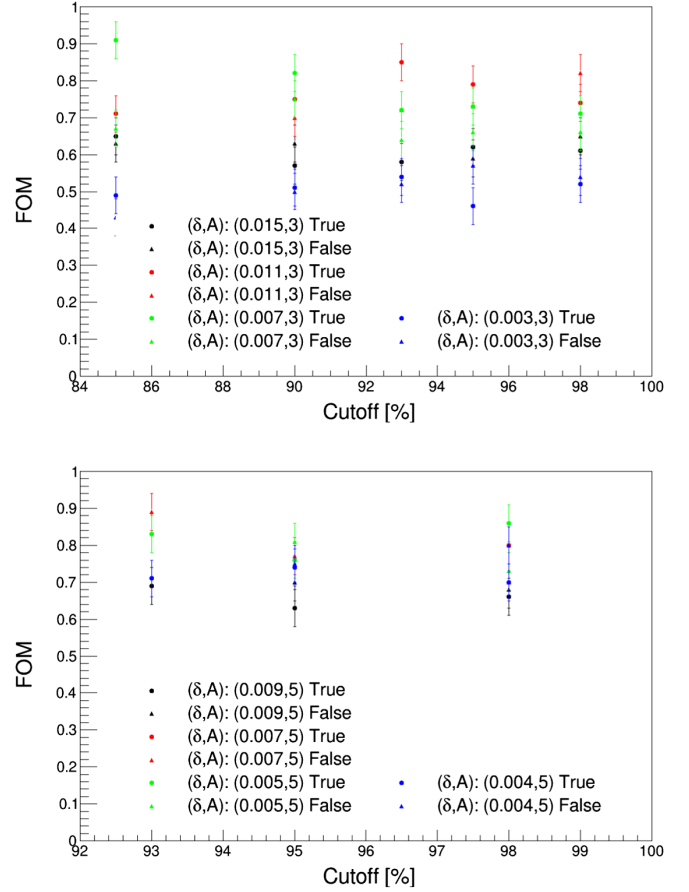 1
0.9
0.8
0.7
0.6
0.5
0.4
0.3
0.2
0.1
0
FOM
(δ,A): (0.015,3) True
(δ,A): (0.015,3) False
(δ,A): (0.011,3) True
(δ,A): (0.011,3) False
(δ,A): (0.007,3) True
(δ,A): (0.007,3) False
(δ,A): (0.003,3) True
(δ,A): (0.003,3) False
84 86 88 90 92 94 96 98 100
Cutoff [%]
1
0.9
0.8
0.7
0.6
0.5
0.4
0.3
0.2
0.1
0
FOM
(δ,A): (0.009,5) True
(δ,A): (0.009,5) False
(δ,A): (0.007,5) True
(δ,A): (0.007,5) False
(δ,A): (0.005,5) True
(δ,A): (0.005,5) False
(δ,A): (0.004,5) True
(δ,A): (0.004,5) False
92 93 94 95 96 97 98 99 100
Cutoff [%]